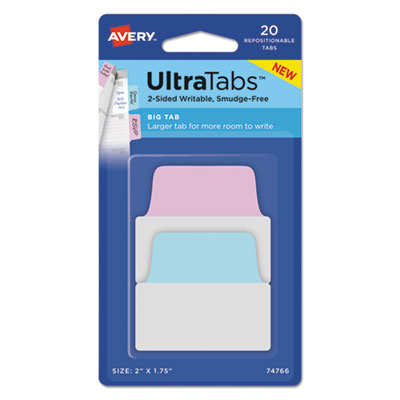 AVERY
20
REPOSITIONABLE
TABS
UltraTabs™
NEW
2-Sided Writable, Smudge-Free
BIG TAB
Larger tab for more room to write
RSVP
SIZE: 2" X 1.75"
74766